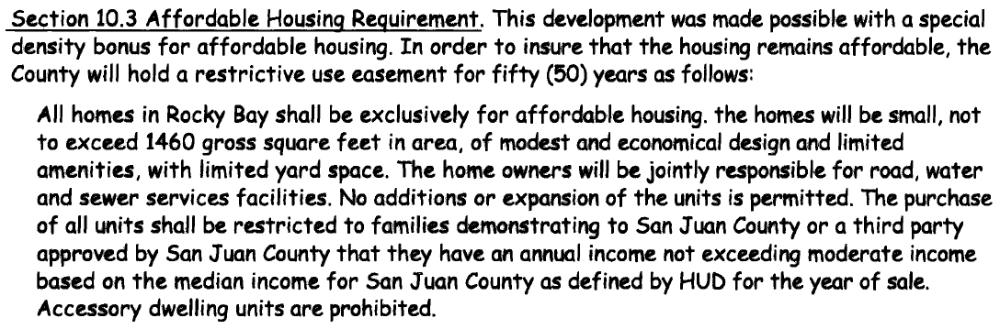 Section 10.3 Affordable Housing Requirement. This development was made possible with a special
density bonus for affordable housing. In order to insure that the housing remains affordable, the
County will hold a restrictive use easement for fifty (50) years as follows:
All homes in Rocky Bay shall be exclusively for affordable housing. the homes will be small, not
to exceed 1460 gross square feet in area, of modest and economical design and limited
amenities, with limited yard space. The home owners will be jointly responsible for road, water
and sewer services facilities. No additions or expansion of the units is permitted. The purchase
of all units shall be restricted to families demonstrating to San Juan County or a third party
approved by San Juan County that they have an annual income not exceeding moderate income
based on the median income for San Juan County as defined by HUD for the year of sale.
Accessory dwelling units are prohibited.